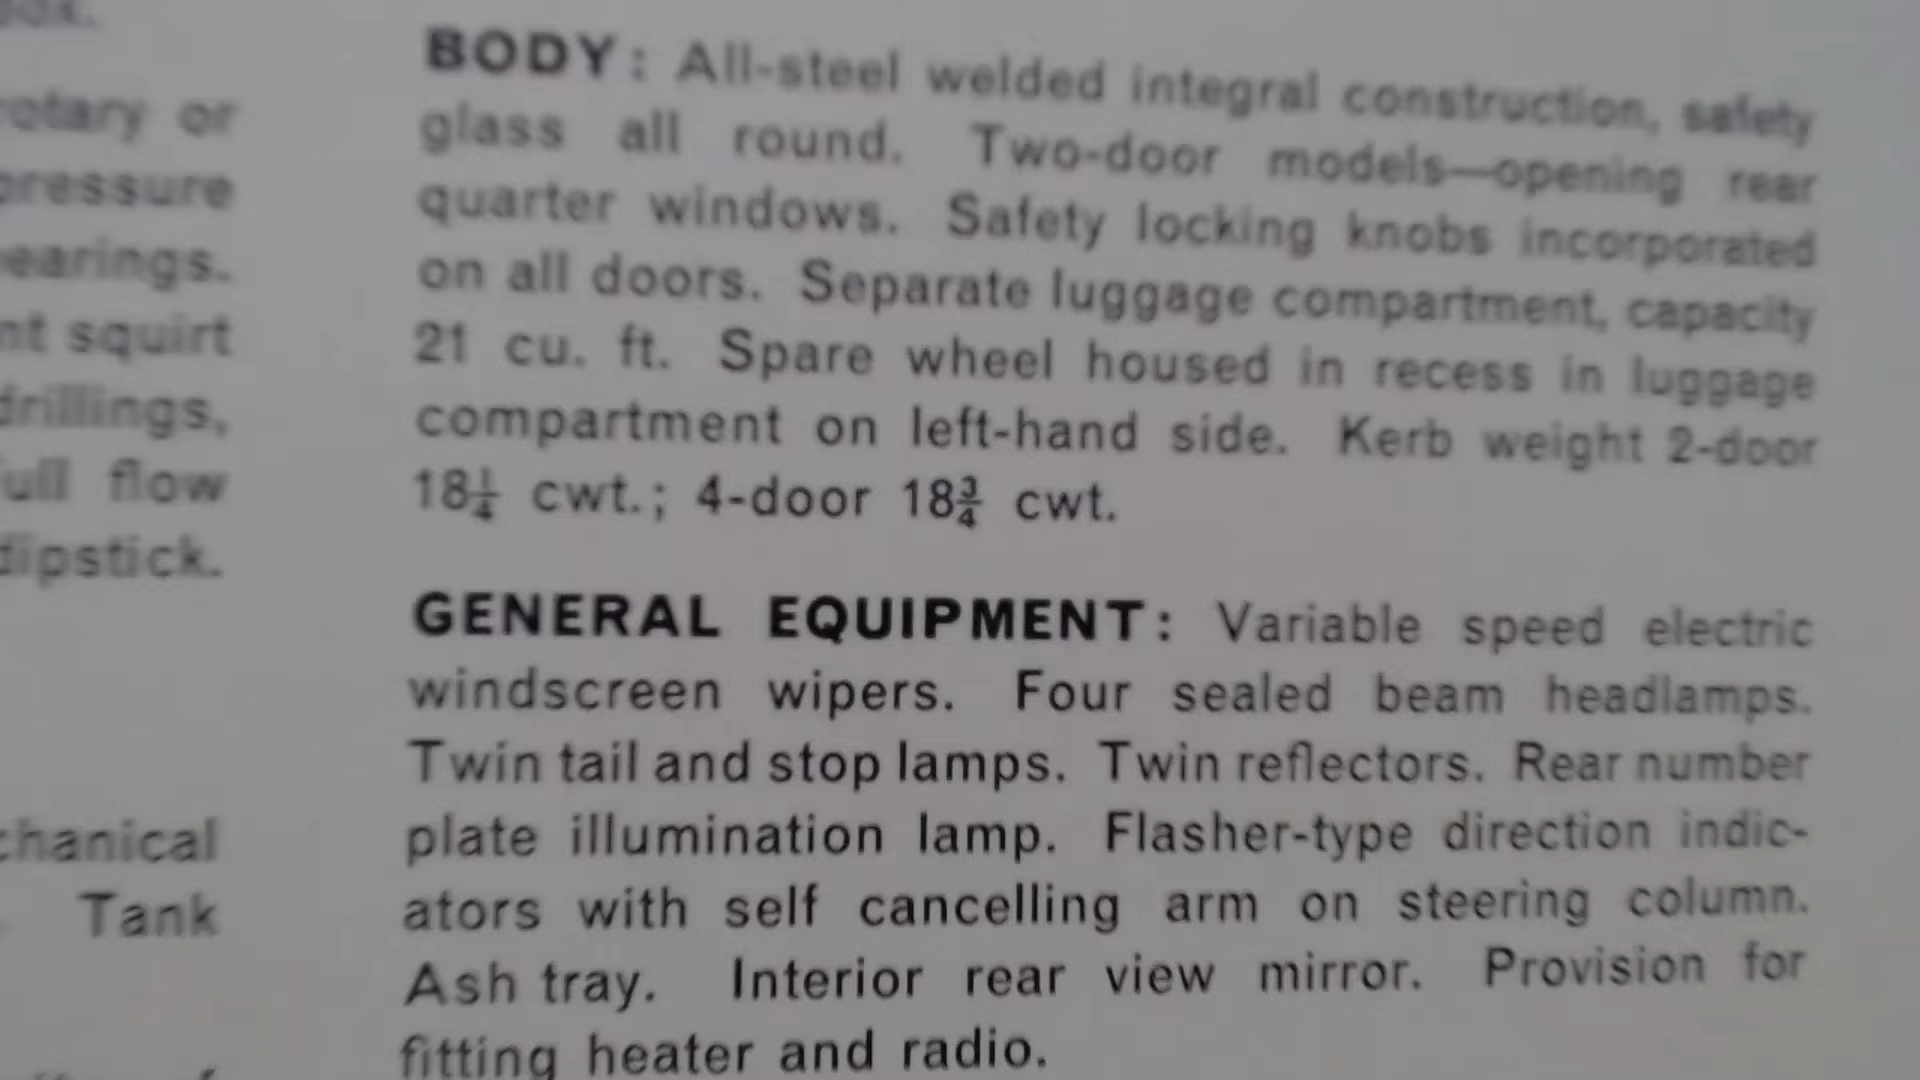 otary or
pressure
earings.
nt squirt
drillings,
ull flow
dipstick.
chanical
Tank
BODY: All-steel welded integral construction, safety
glass all round. Two-door models—opening rear
quarter windows. Safety locking knobs incorporated
on all doors. Separate luggage compartment, capacity
21 cu. ft. Spare wheel housed in recess in luggage
compartment on left-hand side. Kerb weight 2-door
18¼ cwt.; 4-door 18¾ cwt.
GENERAL EQUIPMENT: Variable speed electric
windscreen wipers. Four sealed beam headlamps.
Twin tail and stop lamps. Twin reflectors. Rear number
plate illumination lamp. Flasher-type direction indic-
ators with self cancelling arm on steering column.
Ash tray. Interior rear view mirror. Provision for
fitting heater and radio.